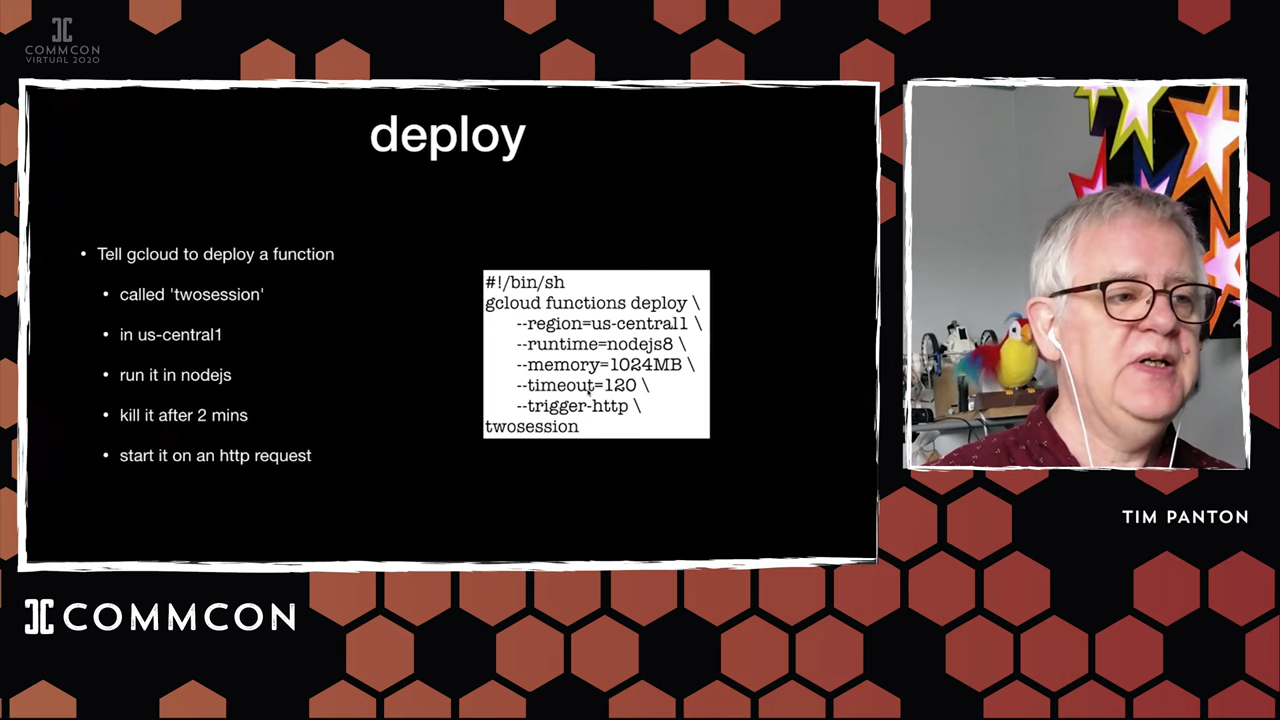 COMMCON
VIRTUAL 2020
deploy
• Tell gcloud to deploy a function
• called 'twosession'
• in us-central1
• run it in nodejs
• kill it after 2 mins
• start it on an http request
#!/bin/sh
gcloud functions deploy \
--region=us-central1 \
--runtime=nodejs8 \
--memory=1024MB \
--timeout=120 \
--trigger-http \
twosession
TIM PANTON
COMMCON